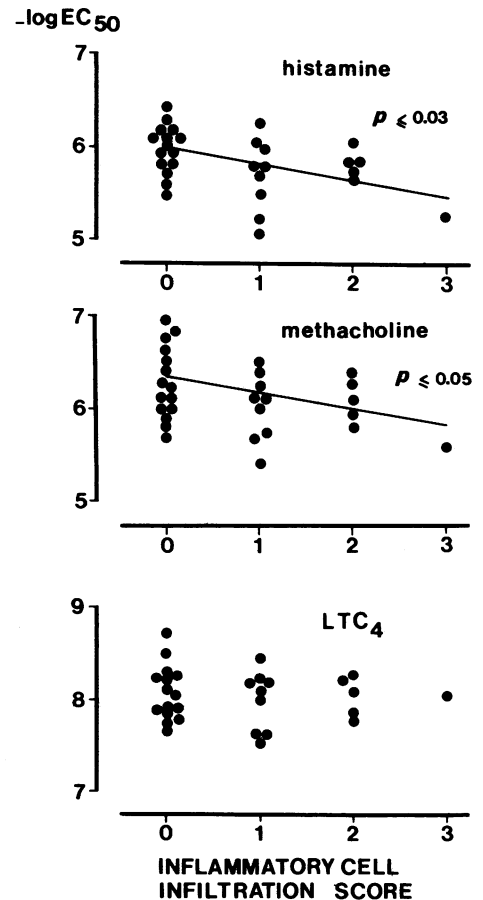 -logEC50
7
histamine
p ≤ 0.03
6
5
0 1 2 3
7
methacholine
p ≤ 0.05
6
5
0 1 2 3
9
LTC4
8
7
0 1 2 3
INFLAMMATORY CELL
INFILTRATION SCORE